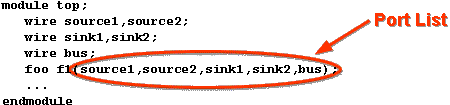 module top;
wire source1,source2;
wire sink1,sink2;
wire bus;
foo f1(source1,source2,sink1,sink2,bus);
...
endmodule
Port List